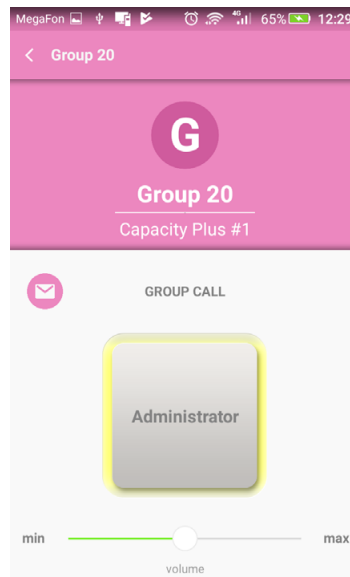 MegaFon 4G 65% 12:29
Group 20
G
Group 20
Capacity Plus #1
GROUP CALL
Administrator
min max
volume